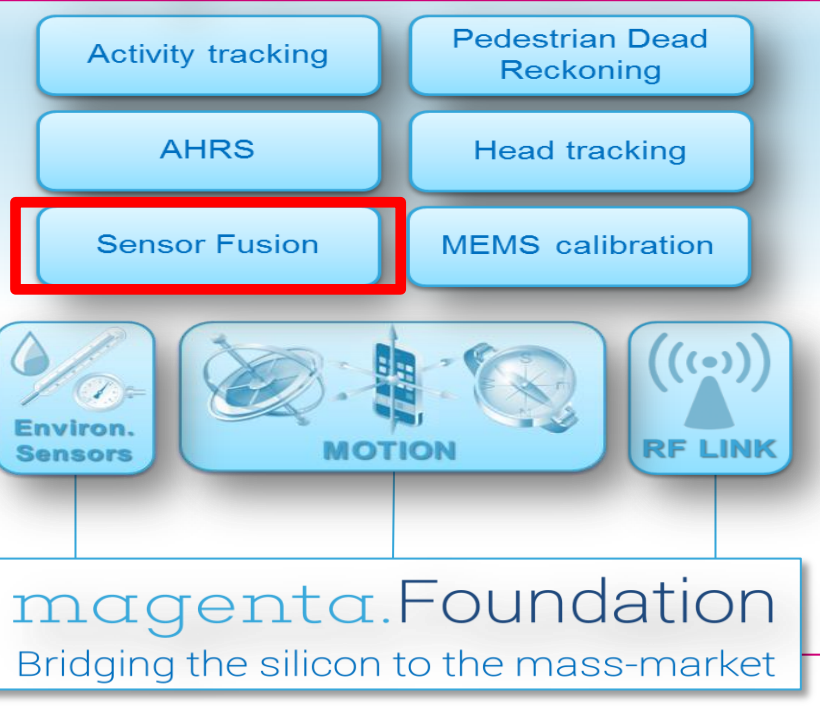 Activity tracking
Pedestrian Dead
Reckoning
AHRS
Head tracking
Sensor Fusion
MEMS calibration
Environ.
Sensors
MOTION
RF LINK
magenta.Foundation
Bridging the silicon to the mass-market